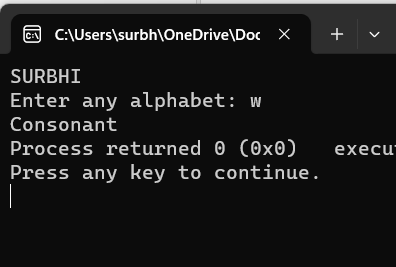 C:\Users\surbh\OneDrive\Doc
SURBHI
Enter any alphabet: w
Consonant
Process returned 0 (0x0)   execu
Press any key to continue.